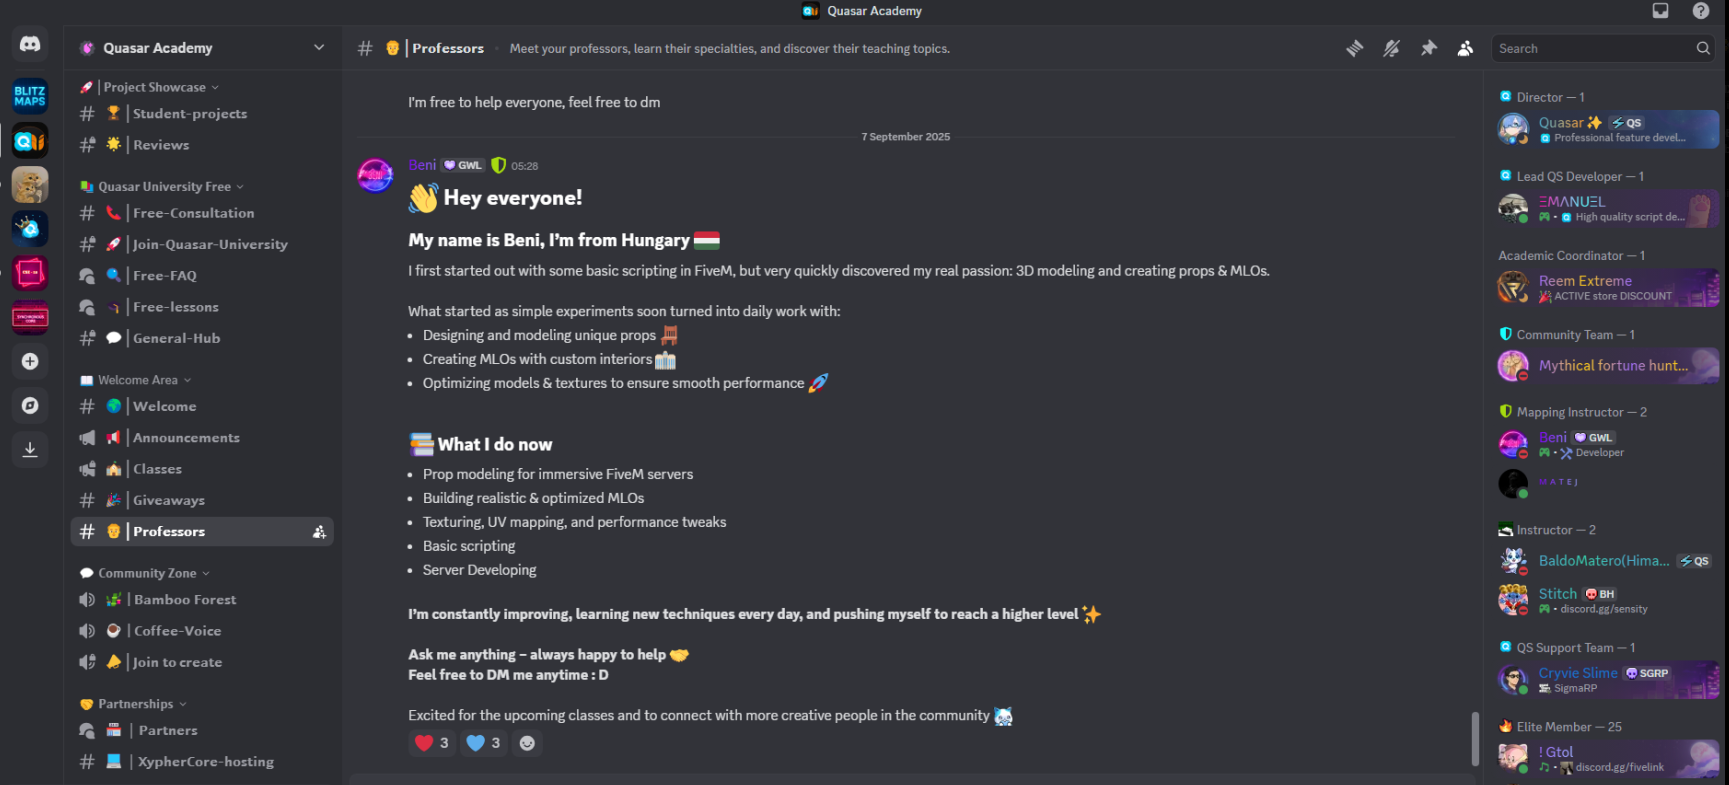 Quasar Academy
Quasar Academy
Project Showcase
Student-projects
Reviews
Quasar University Free
Free-Consultation
Join-Quasar-University
Free-FAQ
Free-lessons
General-Hub
Welcome Area
Welcome
Announcements
Classes
Giveaways
Professors
Community Zone
Bamboo Forest
Coffee-Voice
Join to create
Partnerships
Partners
XypherCore-hosting
BLITZ
MAPS
Professors
Meet your professors, learn their specialties, and discover their teaching topics.
Search
I'm free to help everyone, feel free to dm
7 September 2025
Beni GWL 05:28
👋 Hey everyone!
My name is Beni, I'm from Hungary 🇭🇺
I first started out with some basic scripting in FiveM, but very quickly discovered my real passion: 3D modeling and creating props & MLOs.
What started as simple experiments soon turned into daily work with:
• Designing and modeling unique props
• Creating MLOs with custom interiors
• Optimizing models & textures to ensure smooth performance 🚀
📚 What I do now
• Prop modeling for immersive FiveM servers
• Building realistic & optimized MLOs
• Texturing, UV mapping, and performance tweaks
• Basic scripting
• Server Developing
I'm constantly improving, learning new techniques every day, and pushing myself to reach a higher level ✨
Ask me anything – always happy to help 🤝
Feel free to DM me anytime : D
Excited for the upcoming classes and to connect with more creative people in the community
❤️ 3 💙 3
Director — 1
Quasar✨ QS
Professional feature devel...
Lead QS Developer — 1
ΞMΛNUΞL
High quality script de...
Academic Coordinator — 1
Reem Extreme
🎉 ACTIVE store DISCOUNT
Community Team — 1
Mythical fortune hunt...
Mapping Instructor — 2
Beni GWL
Developer
MATEJ
Instructor — 2
BaldoMatero(Hima... QS
Stitch BH
discord.gg/sensity
QS Support Team — 1
Cryvie Slime SGRP
SigmaRP
Elite Member — 25
! Gtol
discord.gg/fivelink